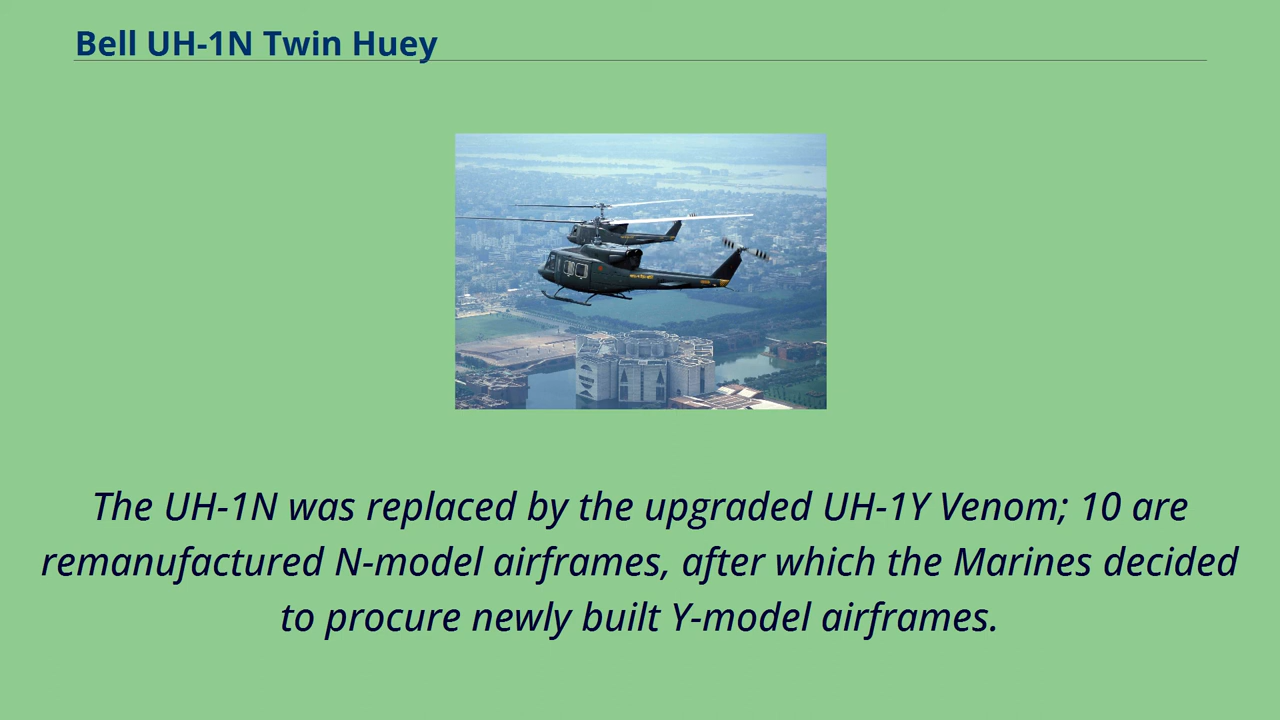 Bell UH-1N Twin Huey
The UH-1N was replaced by the upgraded UH-1Y Venom; 10 are
remanufactured N-model airframes, after which the Marines decided
to procure newly built Y-model airframes.